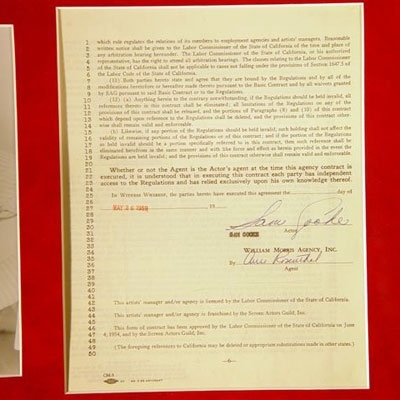 1 which rule regulates the relations of its members to employment agencies and artists' managers. Reasonable
2 written notice shall be given to the Labor Commissioner of the State of California of the time and place
3 of any arbitration hearing hereunder. The Labor Commissioner of the State of California, or his authorized
4 representative, has the right to attend all arbitration hearings. The clauses relating to the Labor Commissioner
5 of the State of California shall not be applicable to cases not falling under the provisions of Section 1647.5 of
6 the Labor Code of the State of California.
7 (11) Both parties hereto state and agree that they are bound by the Regulations and by all of the
8 modifications heretofore or hereafter made thereto pursuant to the Basic Contract and by all waivers granted
9 by SAG pursuant to said Basic Contract or to the Regulations.
10 (12) (a) Anything herein to the contrary notwithstanding, if the Regulations should be held invalid, all
references thereto in this contract shall be eliminated; all limitations of the Regulations on any of the
provisions of this contract shall be released, and the portions of
which depend upon reference to the Regulations shall be deleted, and the provisions of this contract other-
wise shall remain valid and enforceable.
(b) Likewise, if any portion of the Regulations should be held invalid, such holding shall not affect the
validity of remaining portions of the Regulations or of this contract; and if the portion of the Regulations
so held invalid should be a portion specifically referred to in this contract, then such reference shall be
eliminated herefrom in the same manner and with like force and effect as herein provided in the event the
Regulations are held invalid; and the provisions of this contract otherwise shall remain valid and enforceable.
Whether or not the Agent is the Actor's agent at the time this agency contract is
executed, it is understood that in executing this contract each party has independent
access to the Regulations and has relied exclusively upon his own knowledge thereof.
IN WITNESS WHEREOF, the parties hereto have executed this agreement the day of
19
Sam Cooke
SAM COOKE Actor
WILLIAM MORRIS AGENCY, INC.
By
Agent
This artists' manager and/or agency is licensed by the Labor Commissioner of the State of California.
This artists' manager and/or agency is franchised by the Screen Actors Guild, Inc.
This form of contract has been approved by the Labor Commissioner of the State of California on June
4, 1954, and by the Screen Actors Guild, Inc.
(The foregoing references to California may be deleted or appropriate substitutions made in other states.)
50
—6—